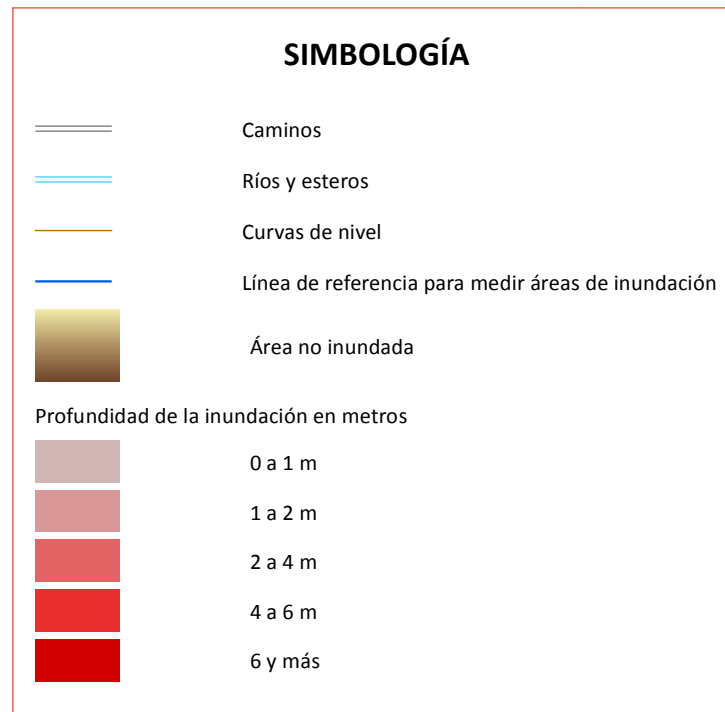 SIMBOLOGÍA
Caminos
Ríos y esteros
Curvas de nivel
Línea de referencia para medir áreas de inundación
Área no inundada
Profundidad de la inundación en metros
0 a 1 m
1 a 2 m
2 a 4 m
4 a 6 m
6 y más